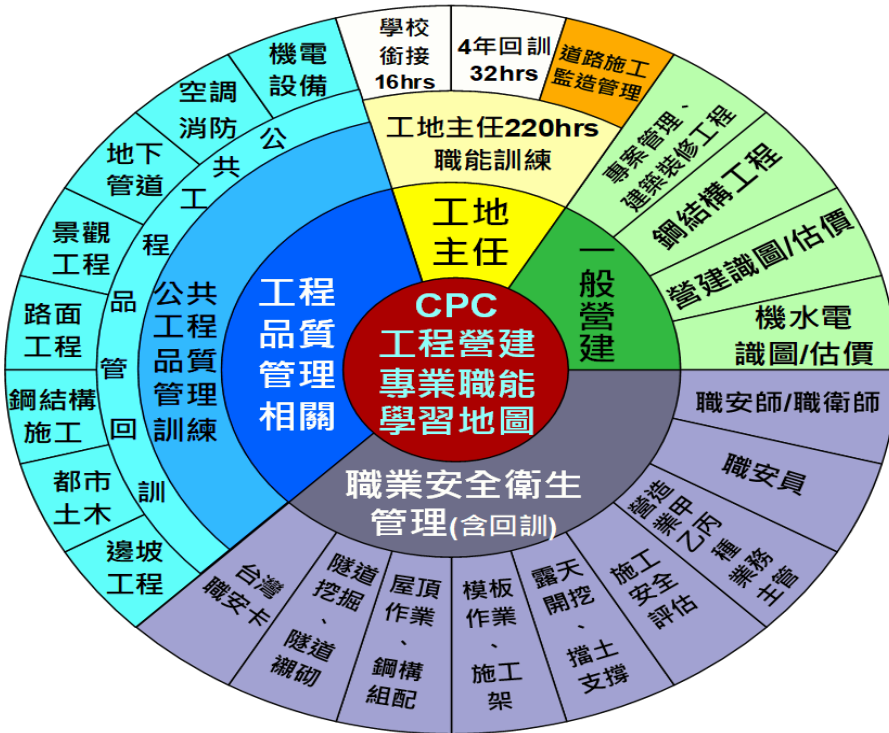 CPC
工程營建
專業職能
學習地圖
工地
主任
工地主任220hrs
職能訓練
學校
銜接
16hrs
4年回訓
32hrs
道路施工
監造管理
一般營建
專案管理、
建築裝修工程
鋼結構工程
營建識圖/估價
機水電
識圖/估價
職業安全衛生
管理(含回訓)
職安師/職衛師
職安員
營造
業甲
乙丙
種
業務
主管
施工
安全
評估
露天
開挖
、擋土
支撐
模板
作業
、施工
架
屋頂
作業
、鋼構
組配
隧道
挖掘
、隧道
襯砌
台灣
職安卡
工程
品質
管理
相關
公共
工程
品質
管理
訓練
公共工程品管回訓
機電
設備
空調
消防
地下
管道
景觀
工程
路面
工程
鋼結構
施工
都市
土木
邊坡
工程